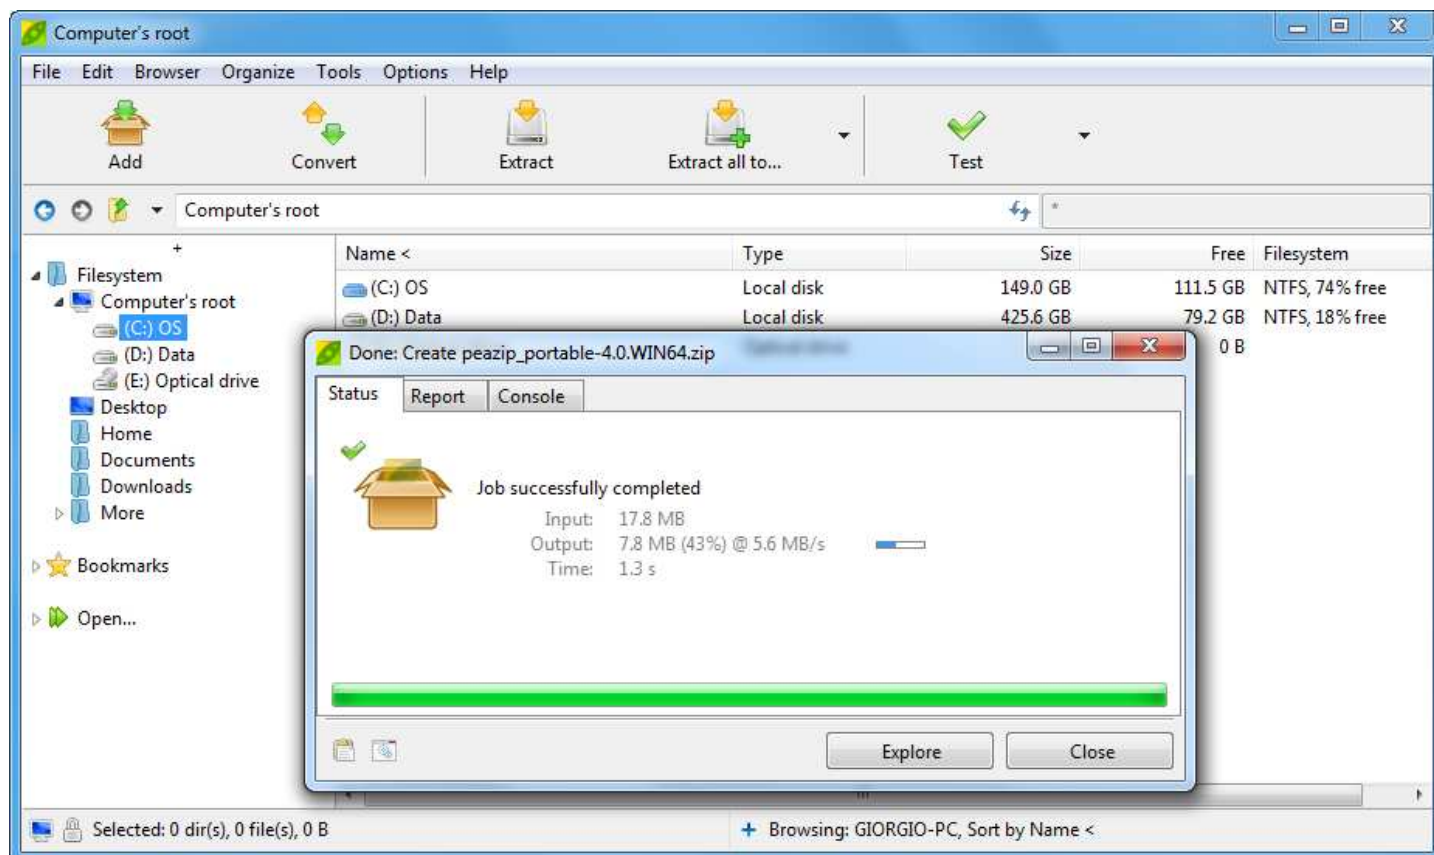 Computer's root
File Edit Browser Organize Tools Options Help
Add Convert Extract Extract all to... Test
Computer's root *
+
Name < Type Size Free Filesystem
Filesystem
Computer's root
(C:) OS
(D:) Data
(E:) Optical drive
Desktop
Home
Documents
Downloads
More
Bookmarks
Open...
(C:) OS Local disk 149.0 GB 111.5 GB NTFS, 74% free
(D:) Data Local disk 425.6 GB 79.2 GB NTFS, 18% free
0 B
Done: Create peazip_portable-4.0.WIN64.zip
Status Report Console
Job successfully completed
Input: 17.8 MB
Output: 7.8 MB (43%) @ 5.6 MB/s
Time: 1.3 s
Explore Close
Selected: 0 dir(s), 0 file(s), 0 B + Browsing: GIORGIO-PC, Sort by Name <